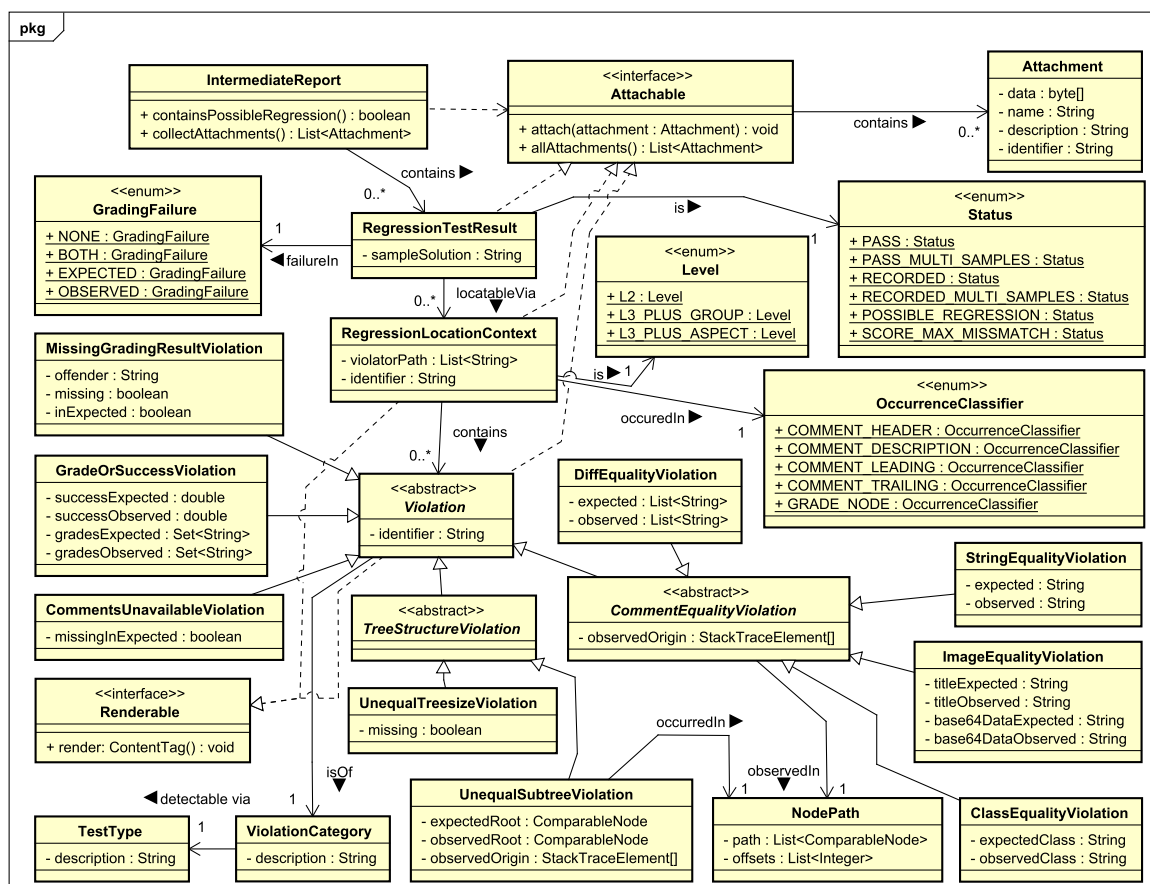 pkg
IntermediateReport
+ containsPossibleRegression() : boolean
+ collectAttachments() : List<Attachment>
<<interface>>
Attachable
+ attach(attachment : Attachment) : void
+ allAttachments() : List<Attachment>
contains
0..*
Attachment
- data : byte[]
- name : String
- description : String
- identifier : String
contains
0..*
<<enum>>
GradingFailure
+ NONE : GradingFailure
+ BOTH : GradingFailure
+ EXPECTED : GradingFailure
+ OBSERVED : GradingFailure
1
failureIn
RegressionTestResult
- sampleSolution : String
is
1
<<enum>>
Status
+ PASS : Status
+ PASS_MULTI_SAMPLES : Status
+ RECORDED : Status
+ RECORDED_MULTI_SAMPLES : Status
+ POSSIBLE_REGRESSION : Status
+ SCORE_MAX_MISSMATCH : Status
<<enum>>
Level
+ L2 : Level
+ L3_PLUS_GROUP : Level
+ L3_PLUS_ASPECT : Level
0..*
locatableVia
RegressionLocationContext
- violatorPath : List<String>
- identifier : String
is
1
occuredIn
1
<<enum>>
OccurrenceClassifier
+ COMMENT_HEADER : OccurrenceClassifier
+ COMMENT_DESCRIPTION : OccurrenceClassifier
+ COMMENT_LEADING : OccurrenceClassifier
+ COMMENT_TRAILING : OccurrenceClassifier
+ GRADE_NODE : OccurrenceClassifier
MissingGradingResultViolation
- offender : String
- missing : boolean
- inExpected : boolean
contains
0..*
GradeOrSuccessViolation
- successExpected : double
- successObserved : double
- gradesExpected : Set<String>
- gradesObserved : Set<String>
<<abstract>>
Violation
- identifier : String
DiffEqualityViolation
- expected : List<String>
- observed : List<String>
StringEqualityViolation
- expected : String
- observed : String
CommentsUnavailableViolation
- missingInExpected : boolean
<<abstract>>
TreeStructureViolation
<<abstract>>
CommentEqualityViolation
- observedOrigin : StackTraceElement[]
ImageEqualityViolation
- titleExpected : String
- titleObserved : String
- base64DataExpected : String
- base64DataObserved : String
<<interface>>
Renderable
+ render: ContentTag() : void
UnequalTreesizeViolation
- missing : boolean
occurredIn
1
observedIn
1
isOf
1
UnequalSubtreeViolation
- expectedRoot : ComparableNode
- observedRoot : ComparableNode
- observedOrigin : StackTraceElement[]
NodePath
- path : List<ComparableNode>
- offsets : List<Integer>
ClassEqualityViolation
- expectedClass : String
- observedClass : String
detectable via
1
TestType
- description : String
ViolationCategory
- description : String